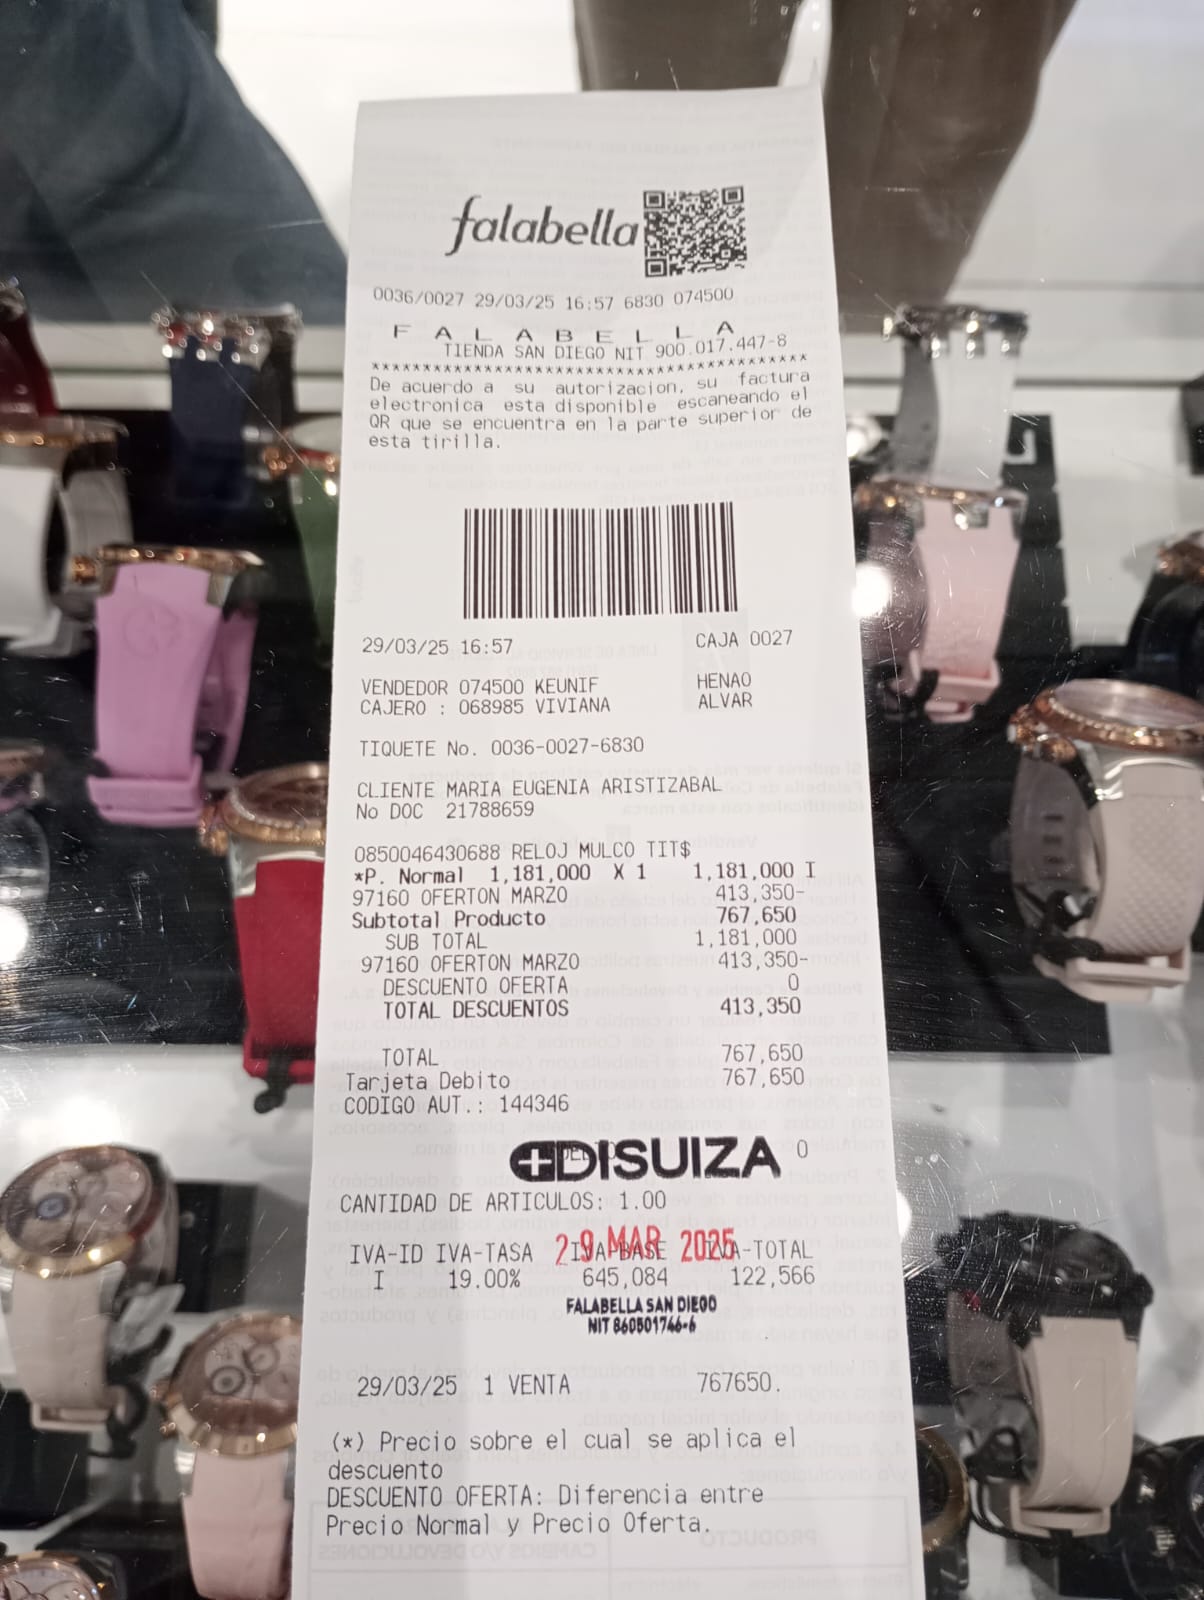 falabella
0036/0027 29/03/25 16:57 6830 074500
F A L A B E L L A
TIENDA SAN DIEGO NIT 900.017.447-8
****************************************************
De acuerdo a su autorizacion, su factura
electronica esta disponible escaneando el
QR que se encuentra en la parte superior de
esta tirilla.
29/03/25 16:57 CAJA 0027
VENDEDOR 074500 KEUNIF HENAO
CAJERO : 068985 VIVIANA ALVAR
TIQUETE No. 0036-0027-6830
CLIENTE MARIA EUGENIA ARISTIZABAL
No DOC 21788659
0850046430688 RELOJ MULCO TIT$
*P. Normal 1,181,000 X 1 1,181,000 I
97160 OFERTON MARZO 413,350-
Subtotal Producto 767,650
SUB TOTAL 1,181,000
97160 OFERTON MARZO 413,350-
DESCUENTO OFERTA 0
TOTAL DESCUENTOS 413,350
TOTAL 767,650
Tarjeta Debito 767,650
CODIGO AUT.: 144346
DISUIZA 0
CANTIDAD DE ARTICULOS: 1.00
IVA-ID IVA-TASA IVA-BASE IVA-TOTAL
29 MAR 2025
I 19.00% 645,084 122,566
FALABELLA SAN DIEGO
NIT 860501746-6
29/03/25 1 VENTA 767650.
(*) Precio sobre el cual se aplica el
descuento
DESCUENTO OFERTA: Diferencia entre
Precio Normal y Precio Oferta.